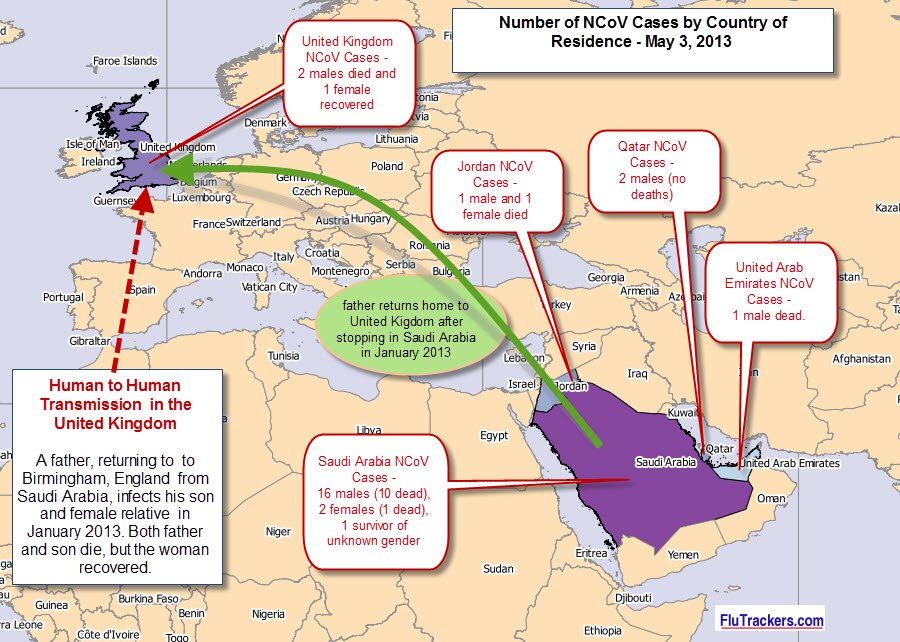 Number of NCoV Cases by Country of
Residence - May 3, 2013
United Kingdom
NCoV Cases -
2 males died and
1 female
recovered
Jordan NCoV
Cases -
1 male and 1
female died
Qatar NCoV
Cases -
2 males (no
deaths)
United Arab
Emirates NCoV
Cases -
1 male dead.
father returns home to
United Kigdom after
stopping in Saudi Arabia
in January 2013
Human to Human
Transmission in the
United Kingdom
A father, returning to to
Birmingham, England from
Saudi Arabia, infects his son
and female relative in
January 2013. Both father
and son die, but the woman
recovered.
Saudi Arabia NCoV
Cases -
16 males (10 dead),
2 females (1 dead),
1 survivor of
unknown gender
Faroe Islands
Isle of Man
United Kingdom
Ireland
Guernsey
Denmark
Lithuania
Poland
Belgium
Luxembourg
Czech Republic
France
Switzerland
Austria
Hungary
Romania
Italy
Croatia
Serbia
Bulgaria
Monaco
Montenegro
Andorra
Vatican City
Portugal
Spain
Gibraltar
Tunisia
Georgia
Armenia
Syria
Lebanon
Israel
Jordan
Iraq
Kuwait
Afghanistan
Egypt
Libya
Saudi Arabia
Qatar
United Arab Emirates
Oman
Yemen
Eritrea
Djibouti
Ethiopia
Sudan
Niger
Nigeria
Burkina Faso
Benin
Togo
Côte d'Ivoire
Guinea
Sierra Leone
FluTrackers.com